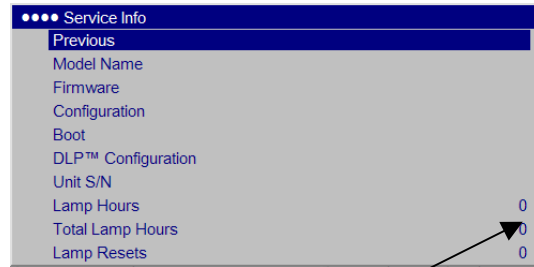 ●●●● Service Info
Previous
Model Name
Firmware
Configuration
Boot
DLP™ Configuration
Unit S/N
Lamp Hours 0
Total Lamp Hours 0
Lamp Resets 0